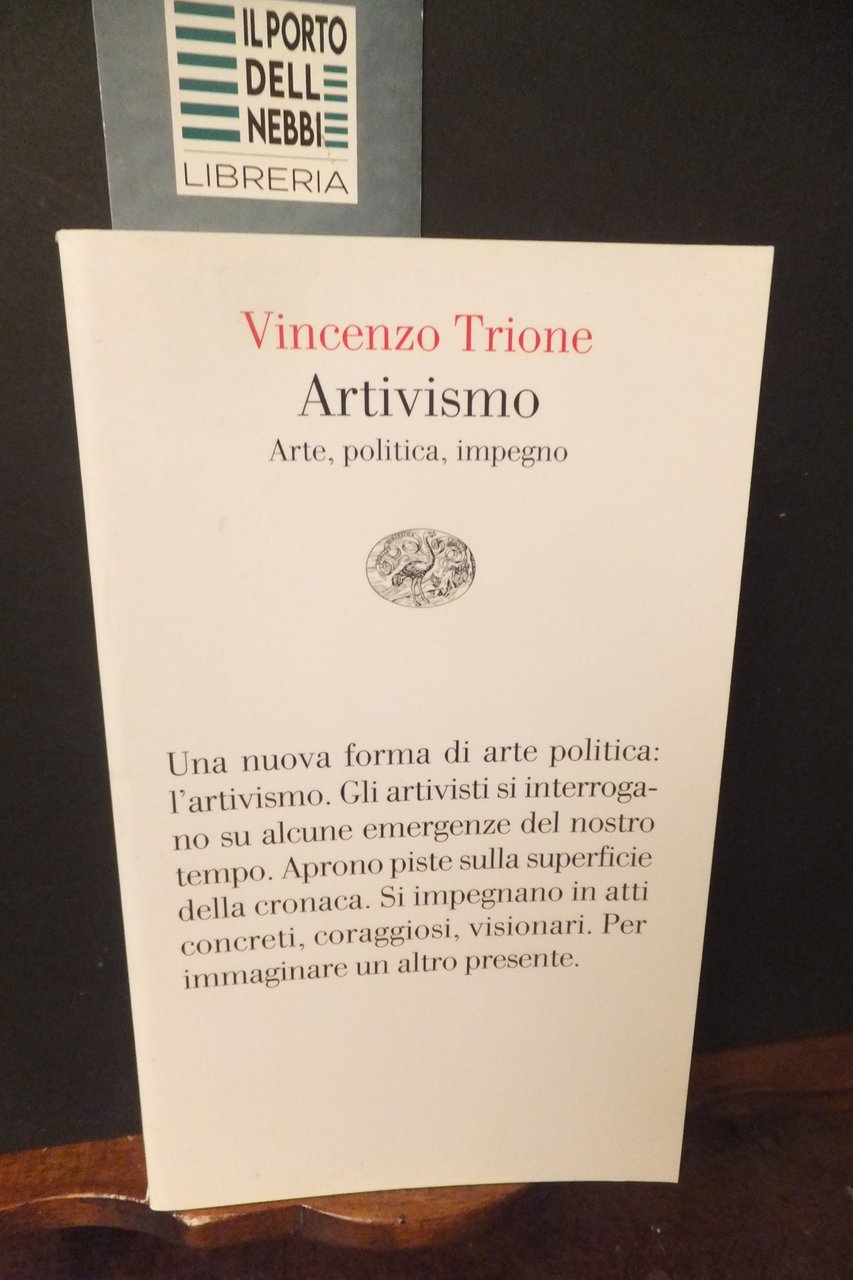 IL PORTO
DELL
NEBBI
LIBRERIA
Vincenzo Trione
Artivismo
Arte, politica, impegno
Una nuova forma di arte politica:
l'artivismo. Gli artivisti si interroga-
no su alcune emergenze del nostro
tempo. Aprono piste sulla superficie
della cronaca. Si impegnano in atti
concreti, coraggiosi, visionari. Per
immaginare un altro presente.